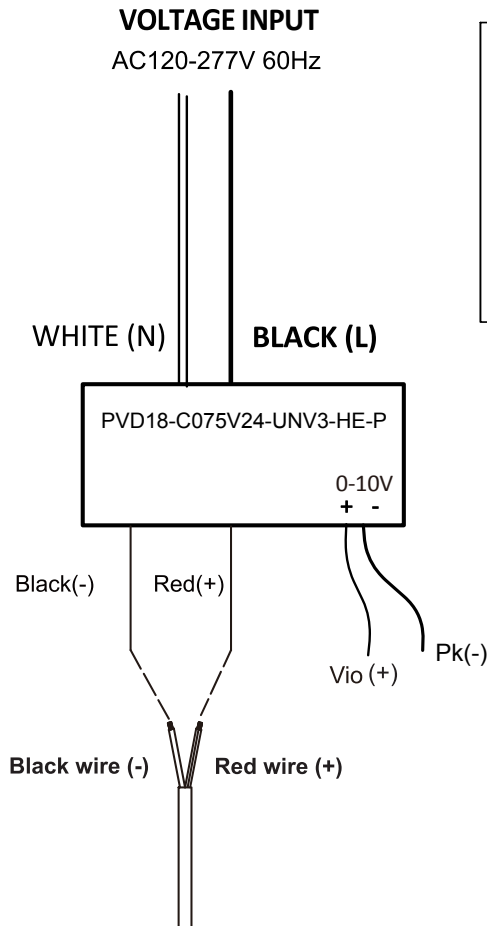 VOLTAGE INPUT
AC120-277V 60Hz
WHITE (N)
BLACK (L)
PVD18-C075V24-UNV3-HE-P
0-10V
+ -
Black(-)
Red(+)
Vio (+)
Pk(-)
Black wire (-)
Red wire (+)